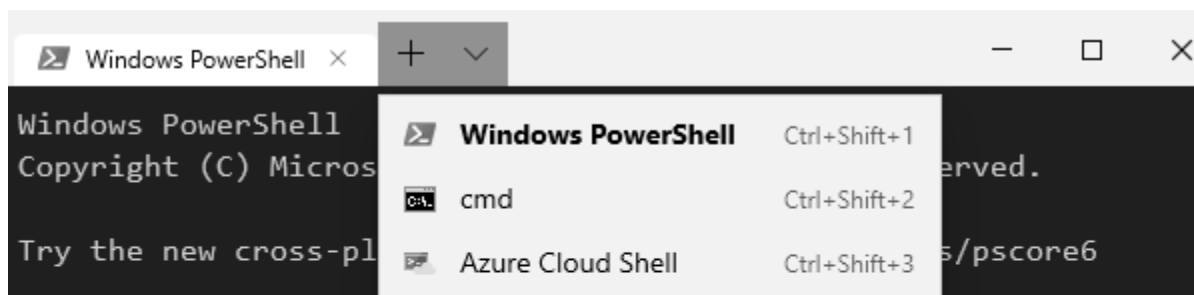 Windows PowerShell
Windows PowerShell
Copyright (C) Micros
erved.
Try the new cross-pl
s/pscore6
Windows PowerShell Ctrl+Shift+1
cmd Ctrl+Shift+2
Azure Cloud Shell Ctrl+Shift+3